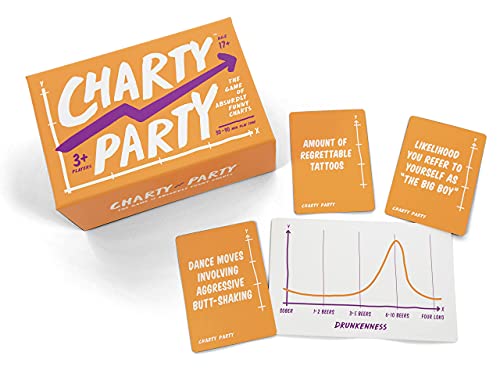 CHARTY
PARTY
AGE
17+
THE
GAME
OF
ABSURDLY
FUNNY
CHARTS
3+
PLAYERS
30-90 MIN PLAY TIME
Y
X
CHARTY PARTY
THE GAME OF ABSURDLY FUNNY CHARTS
Y
AMOUNT OF
REGRETTABLE
TATTOOS
CHARTY PARTY
Y
LIKELIHOOD
YOU REFER TO
YOURSELF AS
"THE BIG BOY"
CHARTY PARTY
Y
DANCE MOVES
INVOLVING
AGGRESSIVE
BUTT-SHAKING
CHARTY PARTY
Y
X
SOBER
1-2 BEERS
3-5 BEERS
6-10 BEERS
FOUR LOKO
DRUNKENNESS